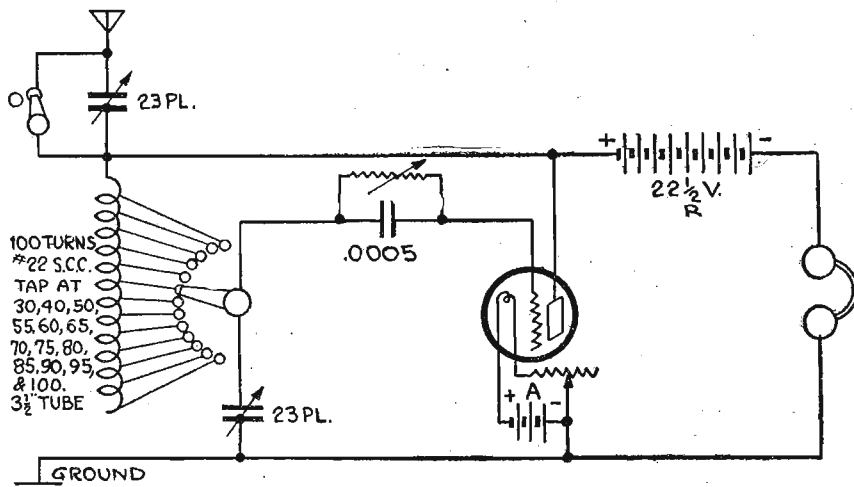 23 PL.
+ -
22½ V.
R
.0005
100 TURNS
#22 S.C.C.
TAP AT
30,40,50,
55,60,65,
70,75,80,
85.90,95,
& 100.
3½" TUBE
+ A -
23 PL.
GROUND